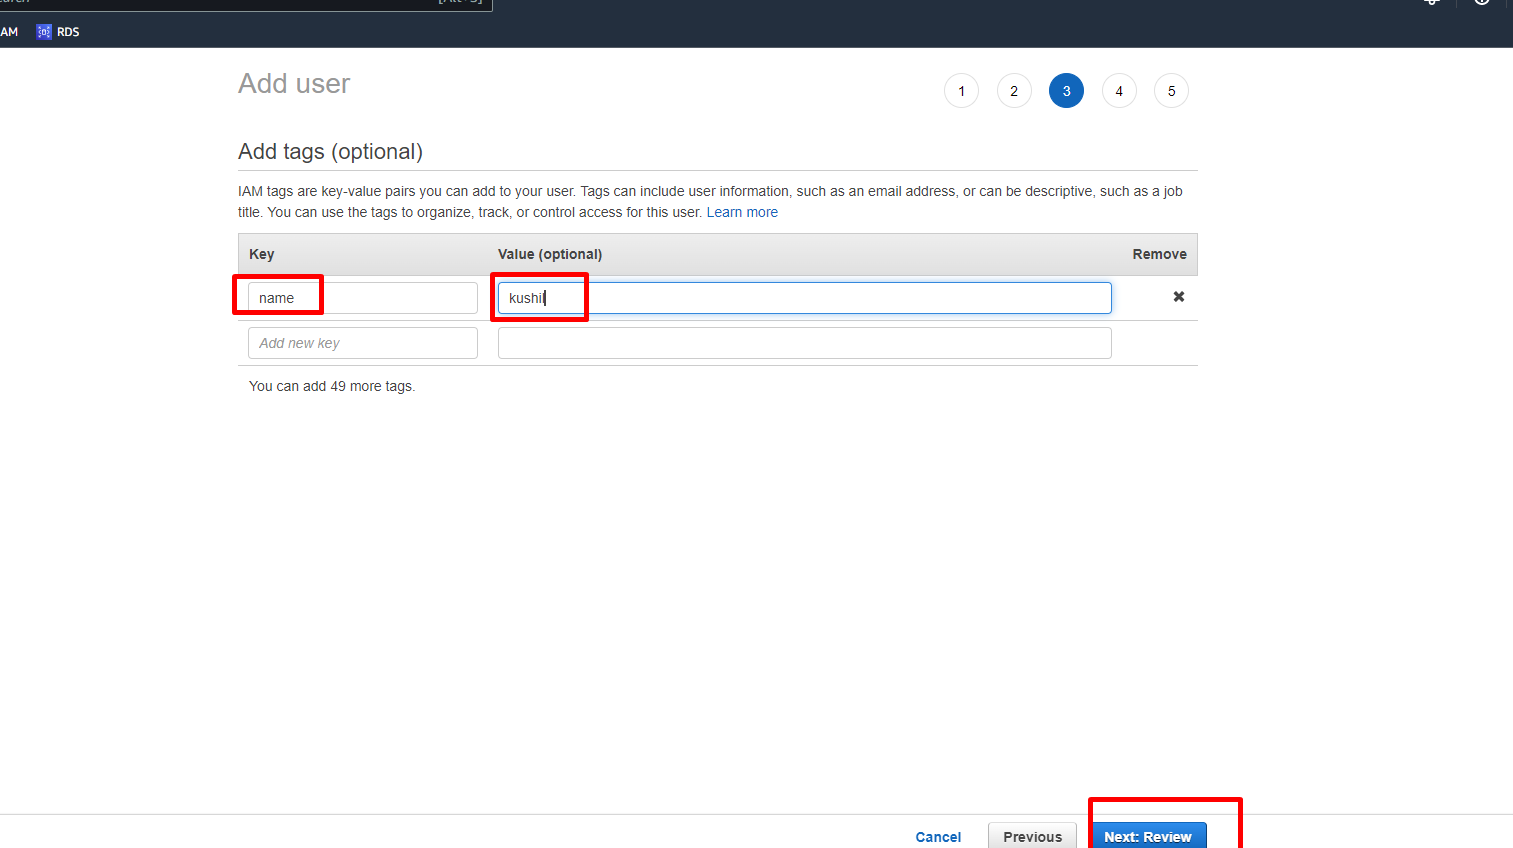 AM RDS
Add user
1 2 3 4 5
Add tags (optional)
IAM tags are key-value pairs you can add to your user. Tags can include user information, such as an email address, or can be descriptive, such as a job
title. You can use the tags to organize, track, or control access for this user. Learn more
Key Value (optional) Remove
name kushil
Add new key
You can add 49 more tags.
Cancel Previous Next: Review